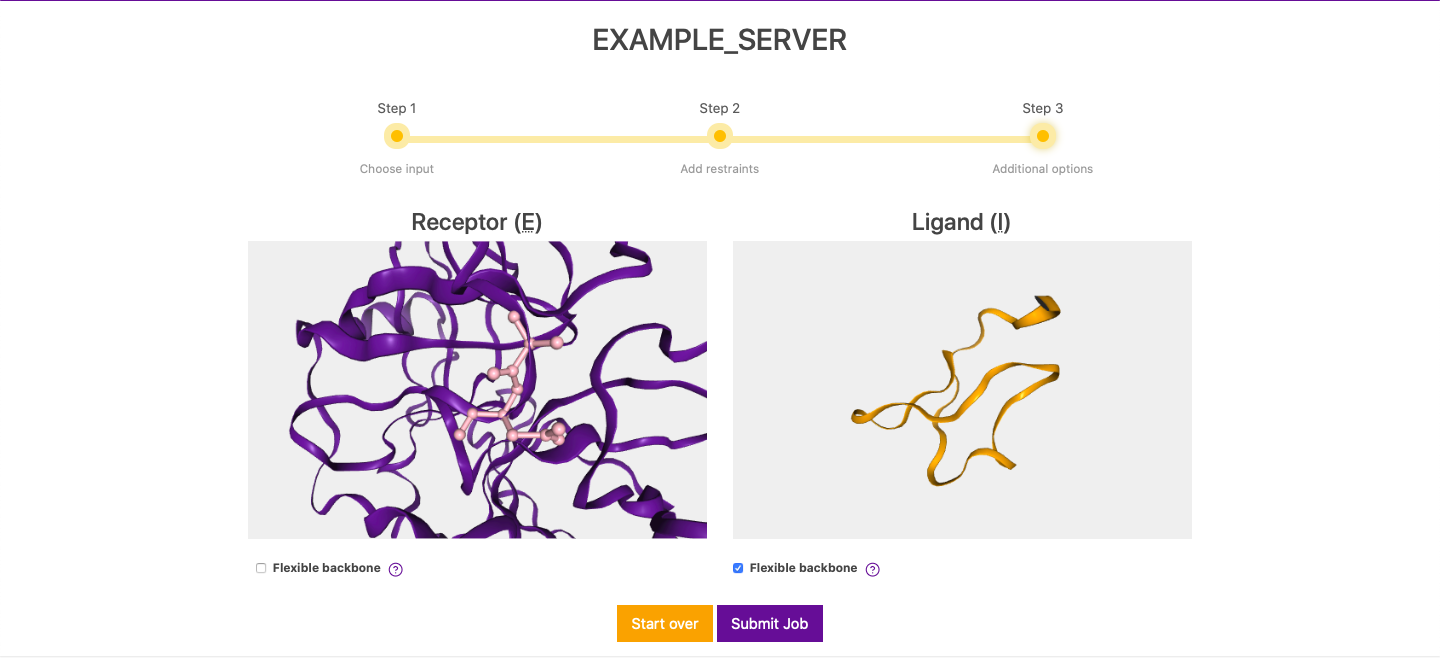 EXAMPLE_SERVER
Step 1
Step 2
Step 3
Choose input
Add restraints
Additional options
Receptor (E)
Ligand (I)
Flexible backbone ?
Flexible backbone ?
Start over
Submit Job